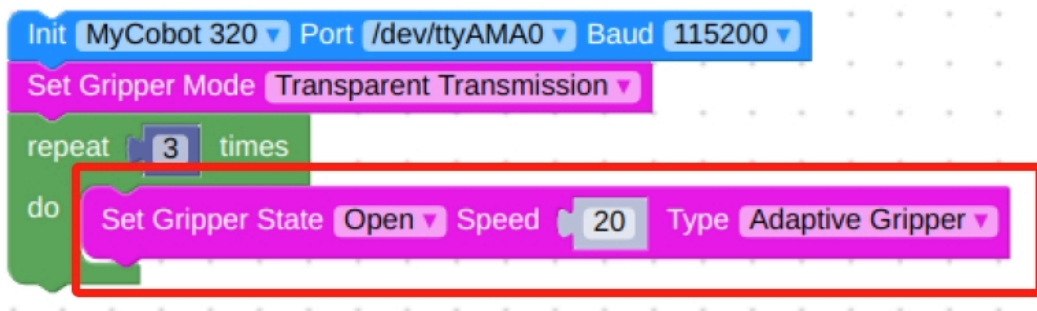 Init MyCobot 320 Port /dev/ttyAMA0 Baud 115200
Set Gripper Mode Transparent Transmission
repeat 3 times
do Set Gripper State Open Speed 20 Type Adaptive Gripper